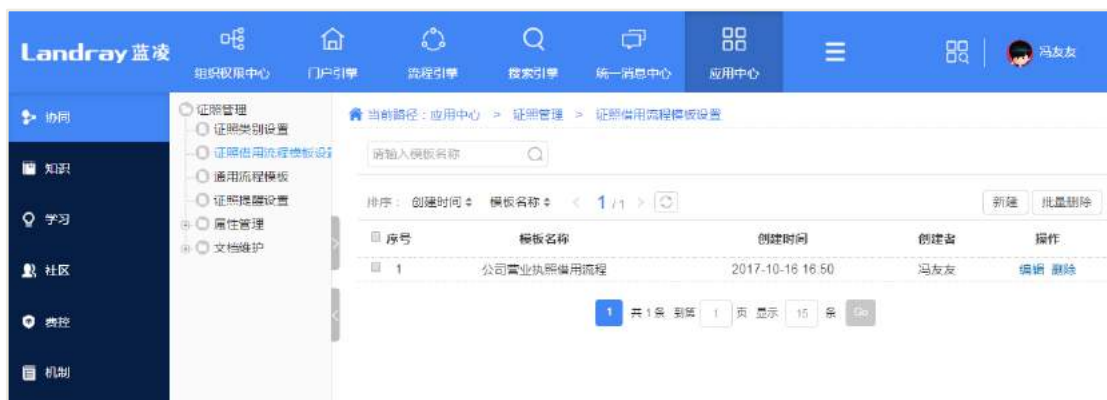 Landray 蓝凌
组织权限中心
门户引擎
流程引擎
搜索引擎
统一消息中心
应用中心
冯友友
协同
知识
学习
社区
费控
机制
证照管理
证照类别设置
证照借用流程模板设置
通用流程模板
证照提醒设置
属性管理
文档维护
当前路径：应用中心 > 证照管理 > 证照借用流程模板设置
请输入模板名称
排序： 创建时间 模板名称 < 1 / 1 > 新建 批量删除
序号 模板名称 创建时间 创建者 操作
1 公司营业执照借用流程 2017-10-16 16:50 冯友友 编辑 删除
1 共 1 条 到第 1 页 显示 15 条 Go